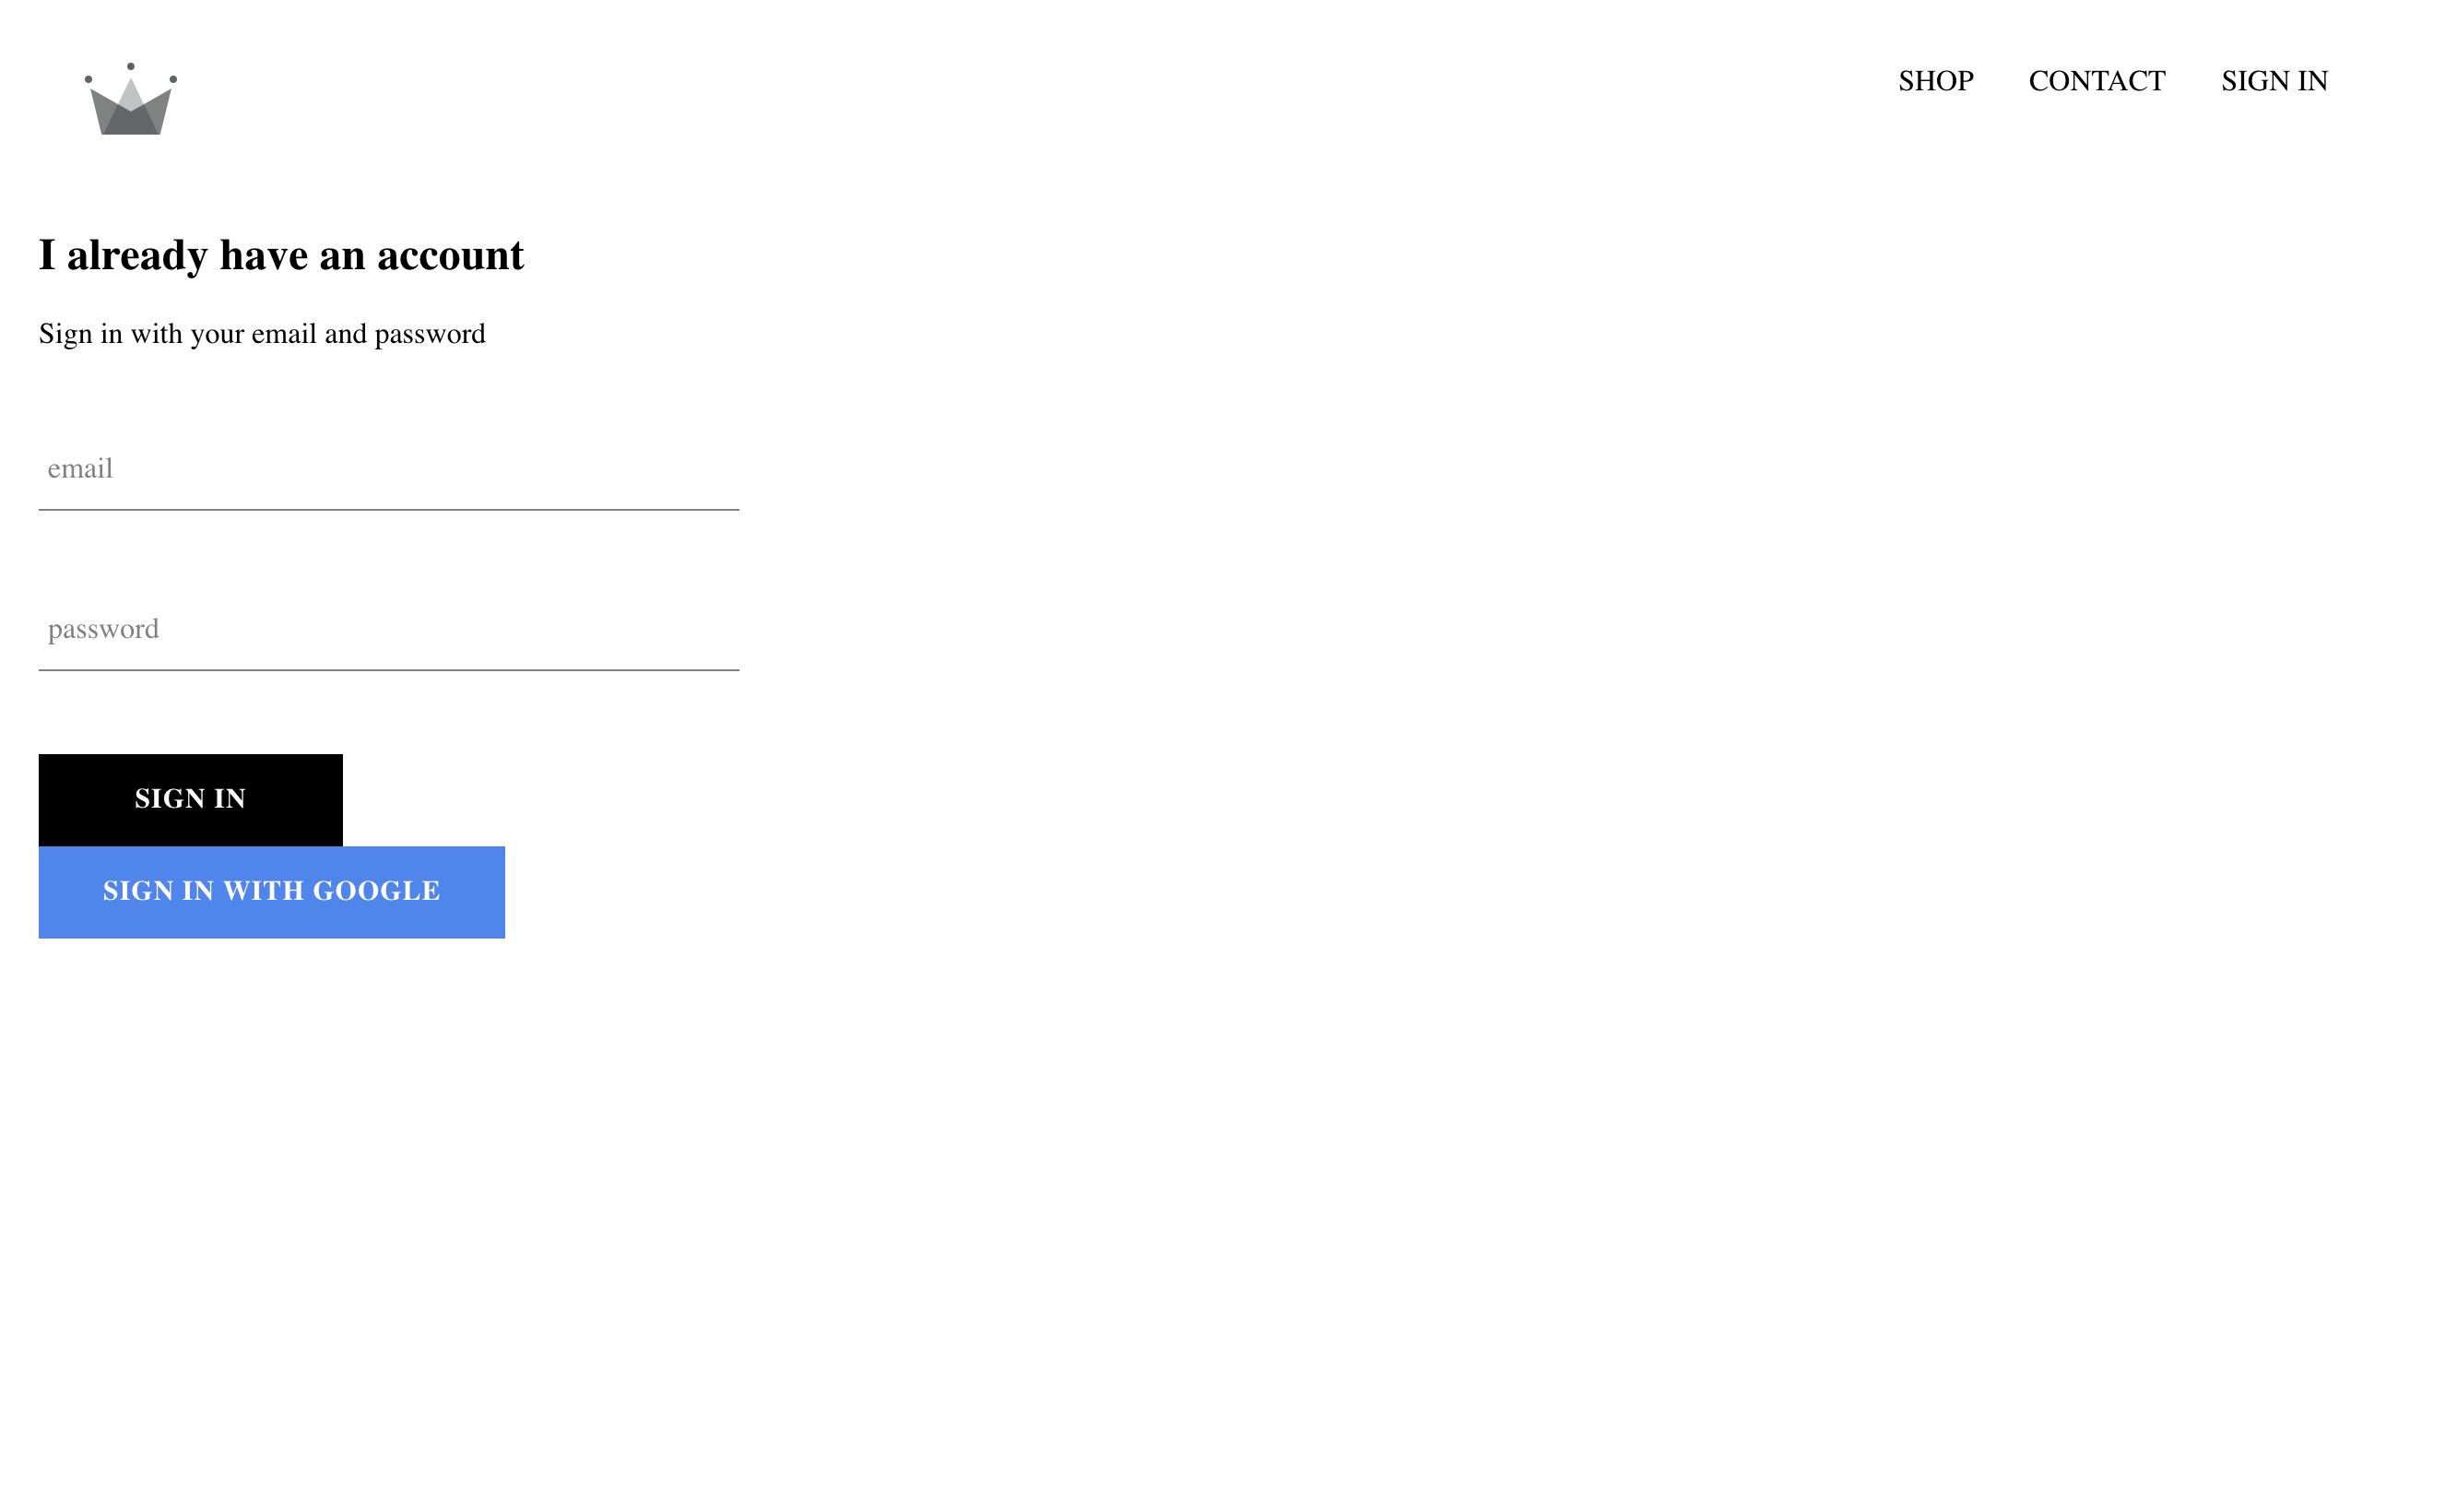 SHOP CONTACT SIGN IN
I already have an account
Sign in with your email and password
email
password
SIGN IN
SIGN IN WITH GOOGLE